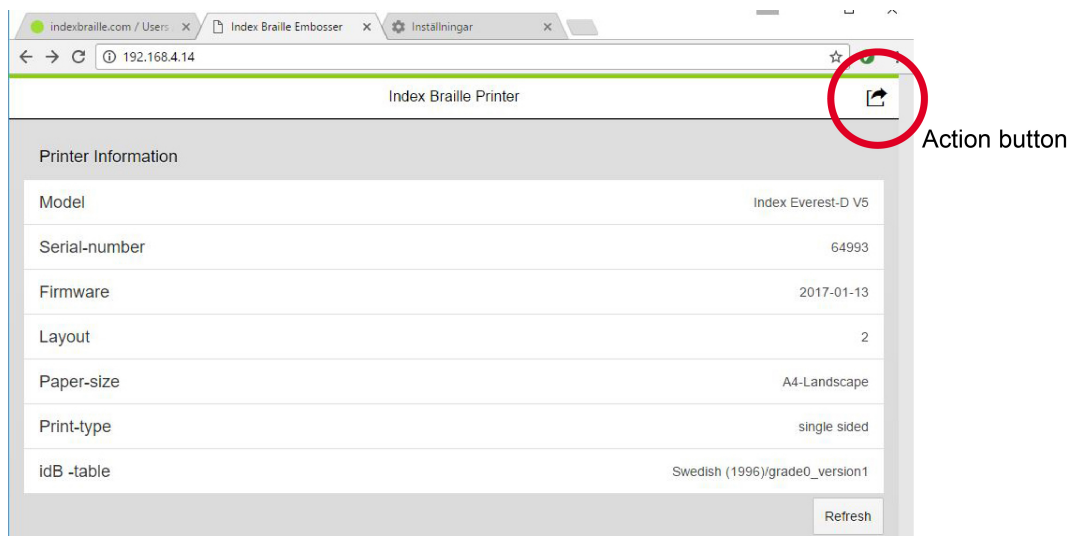 indexbraille.com / Users
Index Braille Embosser
Inställningar
192.168.4.14
Index Braille Printer
Action button
Printer Information
Model
Index Everest-D V5
Serial-number
64993
Firmware
2017-01-13
Layout
2
Paper-size
A4-Landscape
Print-type
single sided
idB -table
Swedish (1996)/grade0_version1
Refresh